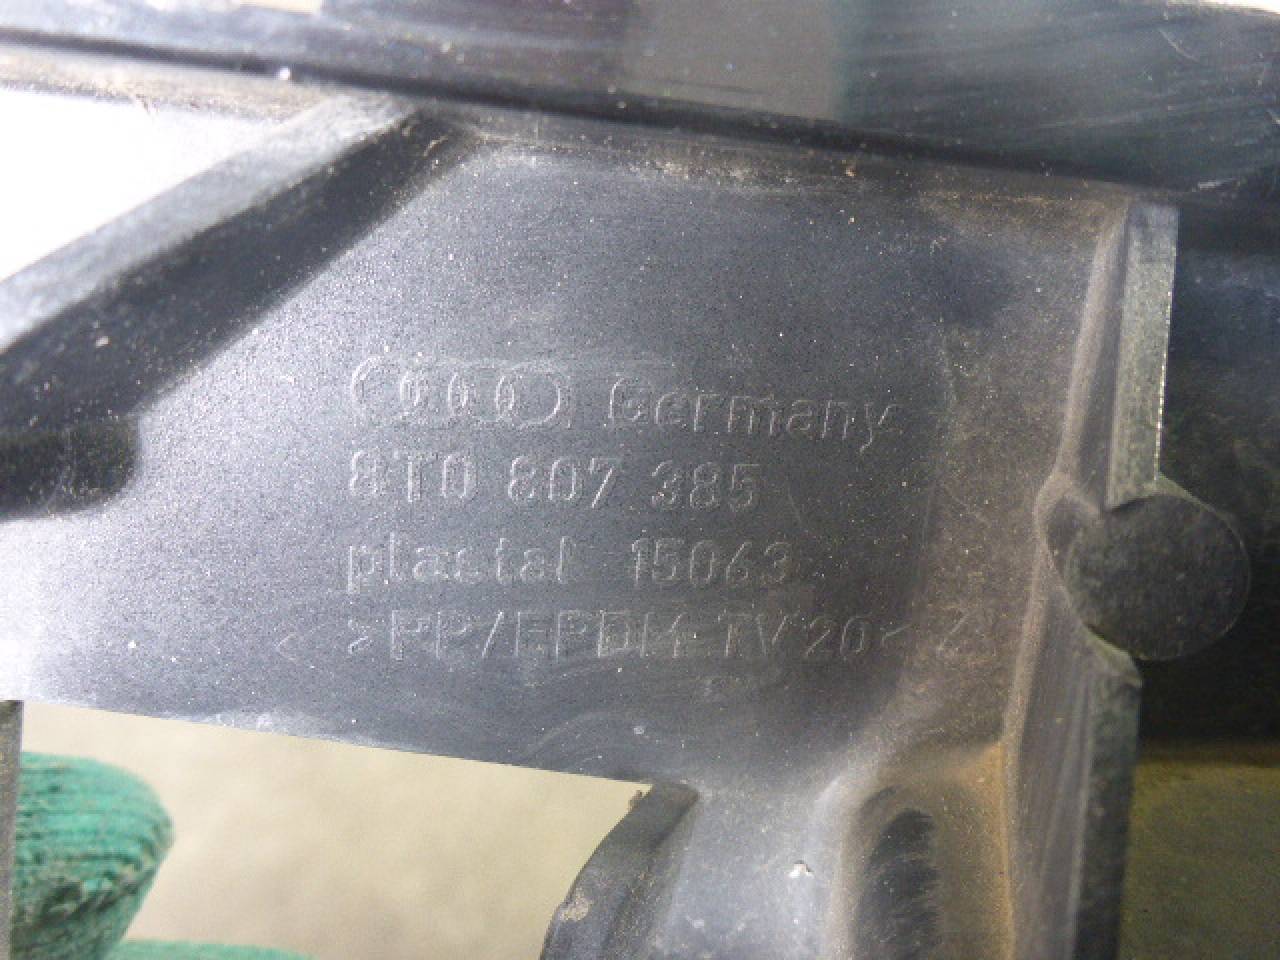 Germany
8T0 807 385
plastal 15063
>PP/EPDM-TV20<